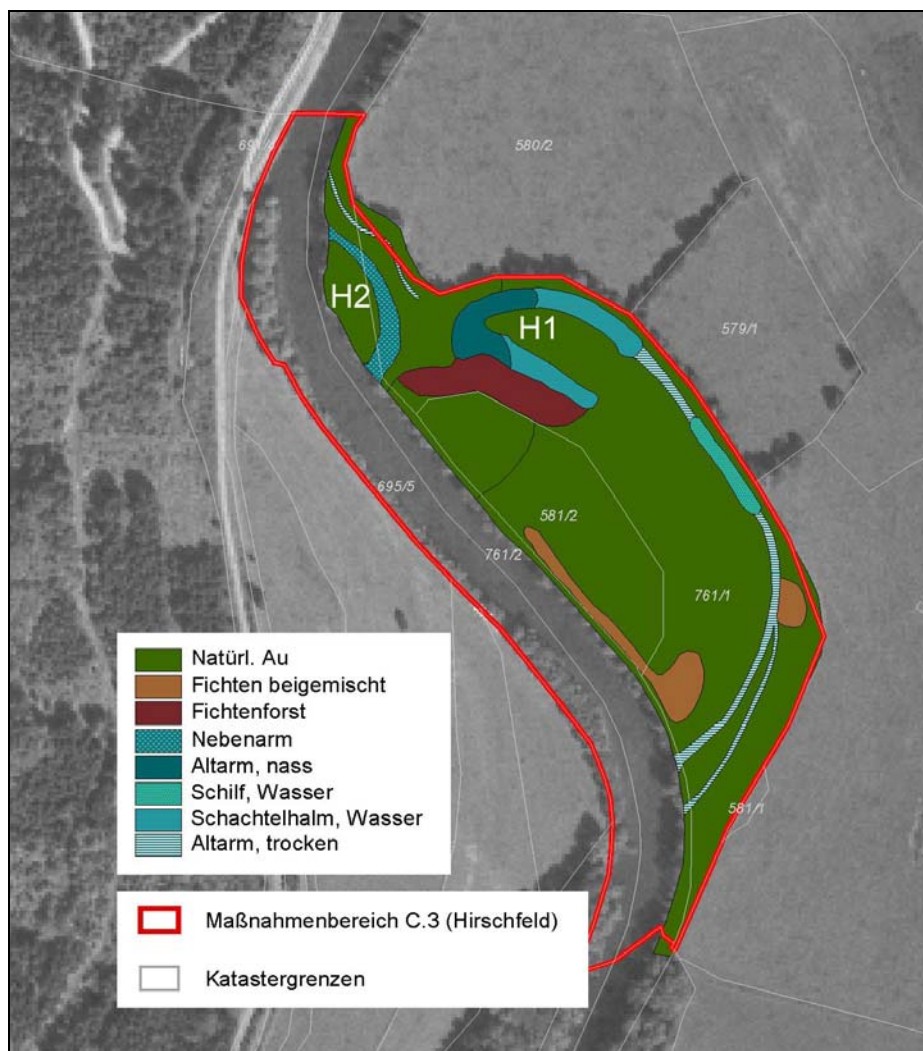 580/2
579/1
H2
H1
695/5
581/2
761/2
761/1
581/1
Natürl. Au
Fichten beigemischt
Fichtenforst
Nebenarm
Altarm, nass
Schilf, Wasser
Schachtelhalm, Wasser
Altarm, trocken
Maßnahmenbereich C.3 (Hirschfeld)
Katastergrenzen